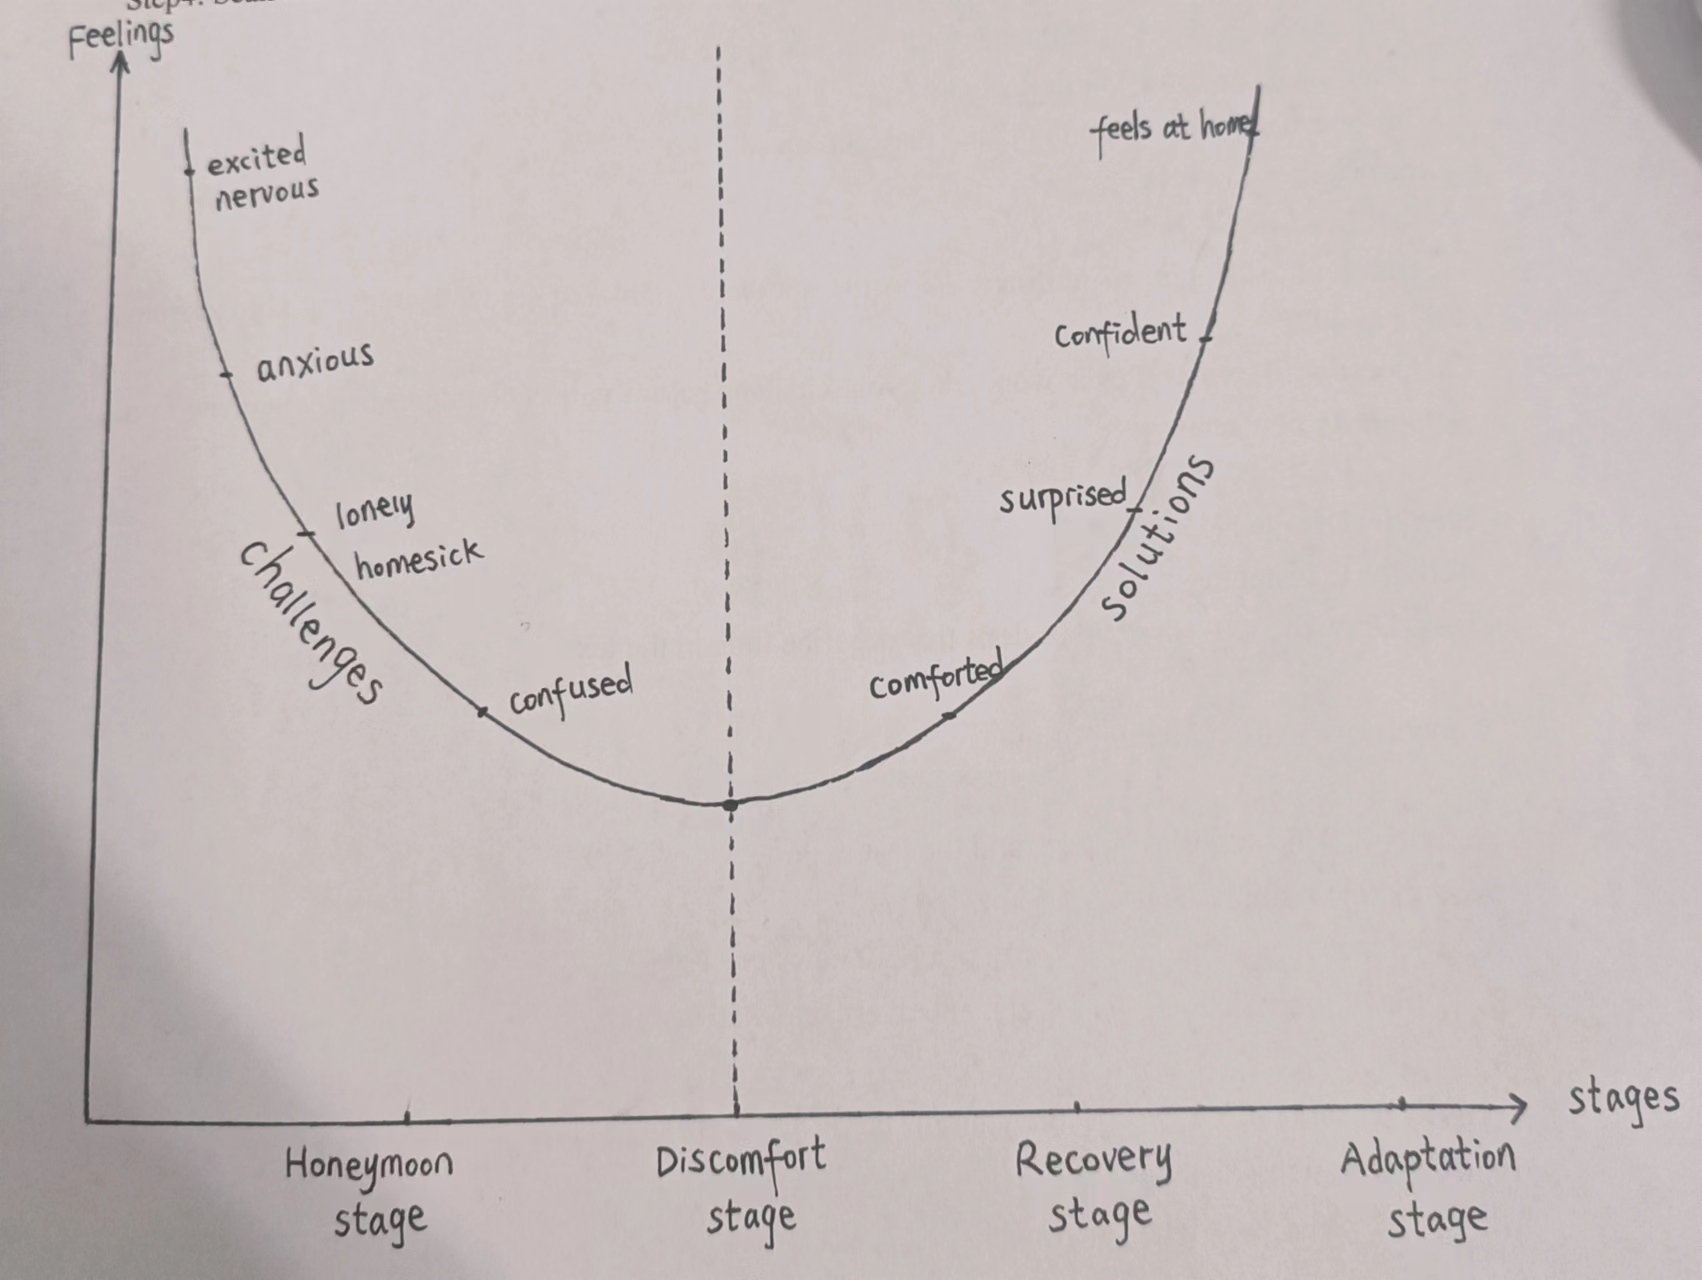 Feelings
excited
nervous
anxious
lonely
homesick
challenges
confused
feels at home
confident
surprised
solutions
comforted
stages
Honeymoon
stage
Discomfort
stage
Recovery
stage
Adaptation
stage